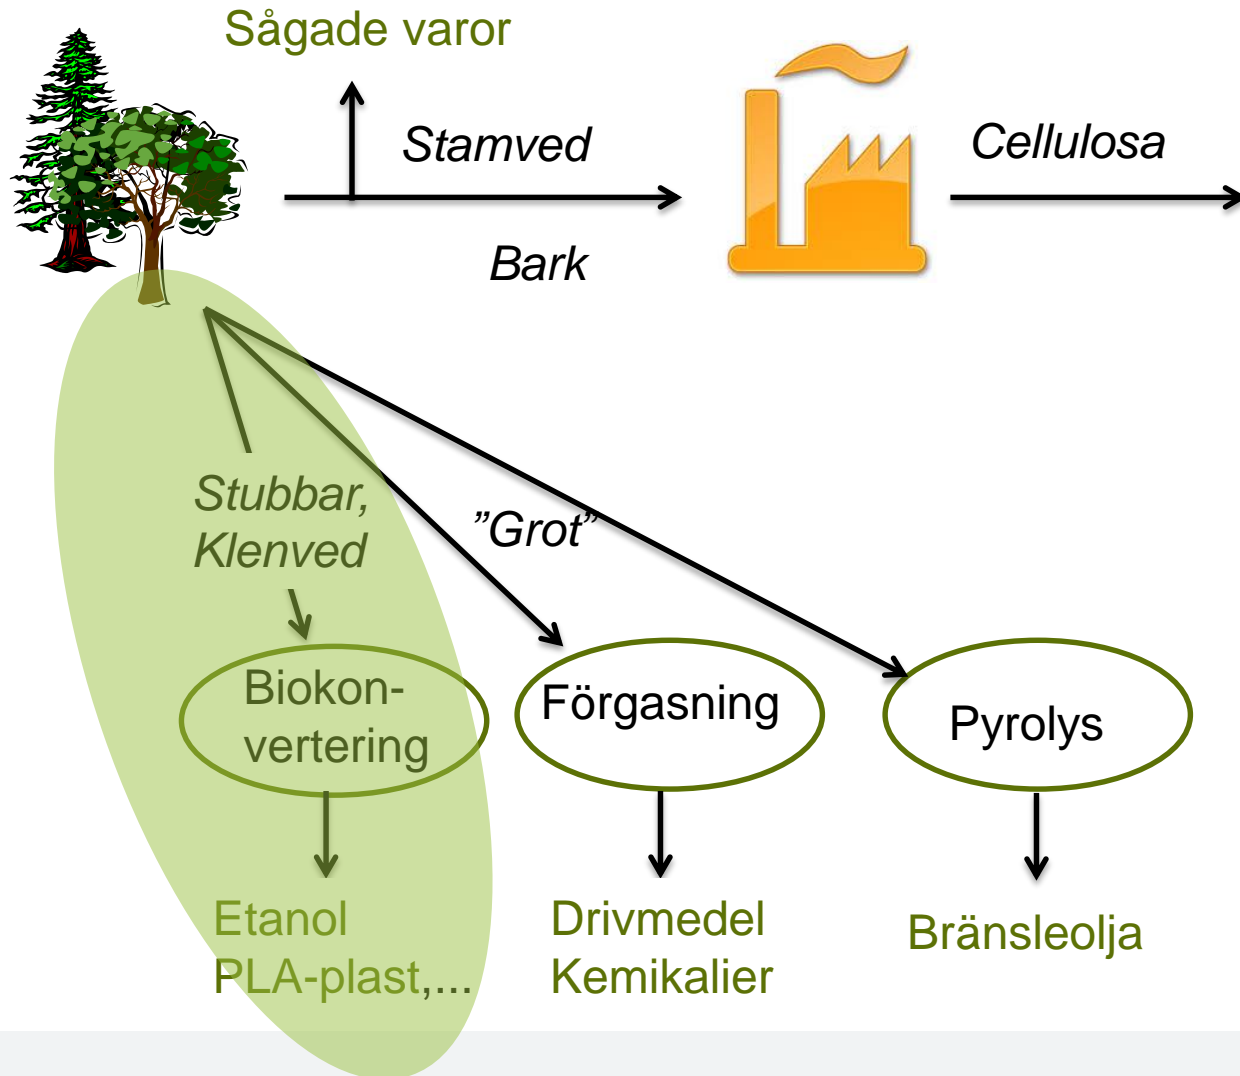 Sågade varor
Stamved
Cellulosa
Bark
Stubbar,
Klenved
”Grot”
Biokon-
vertering
Förgasning
Pyrolys
Etanol
PLA-plast,...
Drivmedel
Kemikalier
Bränsleolja